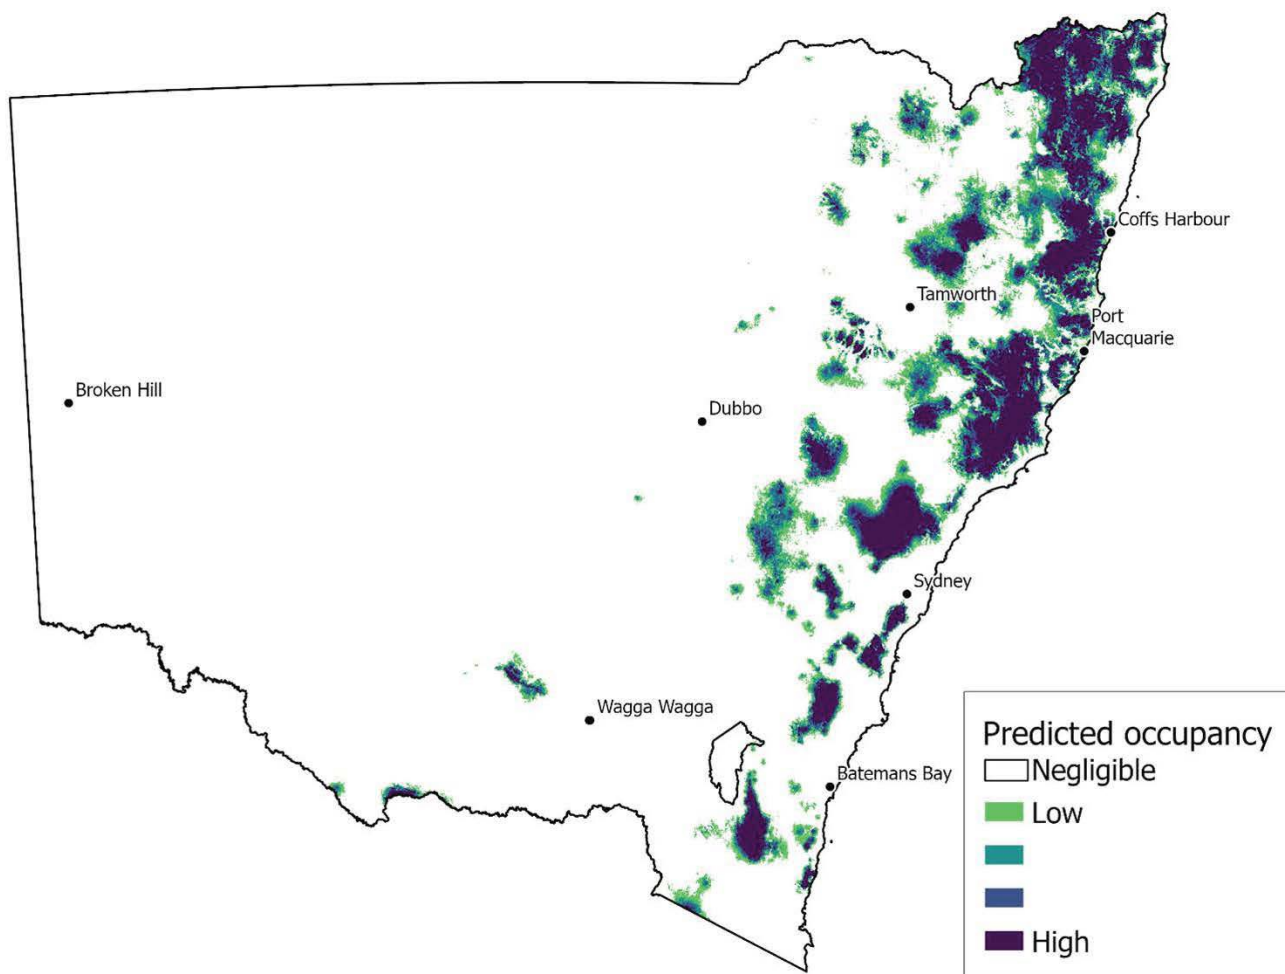 Coffs Harbour
Tamworth
Port
Macquarie
Broken Hill
Dubbo
Sydney
Wagga Wagga
Batemans Bay
Predicted occupancy
Negligible
Low
High